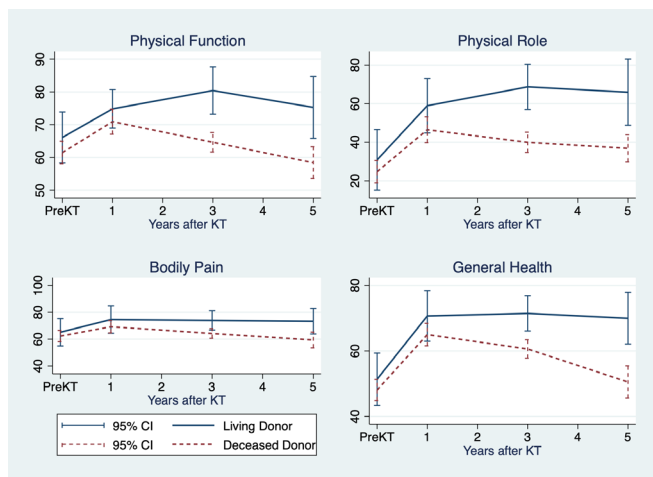 Physical Function
90
80
70
60
50
PreKT 1 2 3 4 5
Years after KT
Physical Role
80
60
40
20
PreKT 1 2 3 4 5
Years after KT
Bodily Pain
100
80
60
40
PreKT 1 2 3 4 5
Years after KT
General Health
80
60
40
PreKT 1 2 3 4 5
Years after KT
95% CI Living Donor
95% CI Deceased Donor